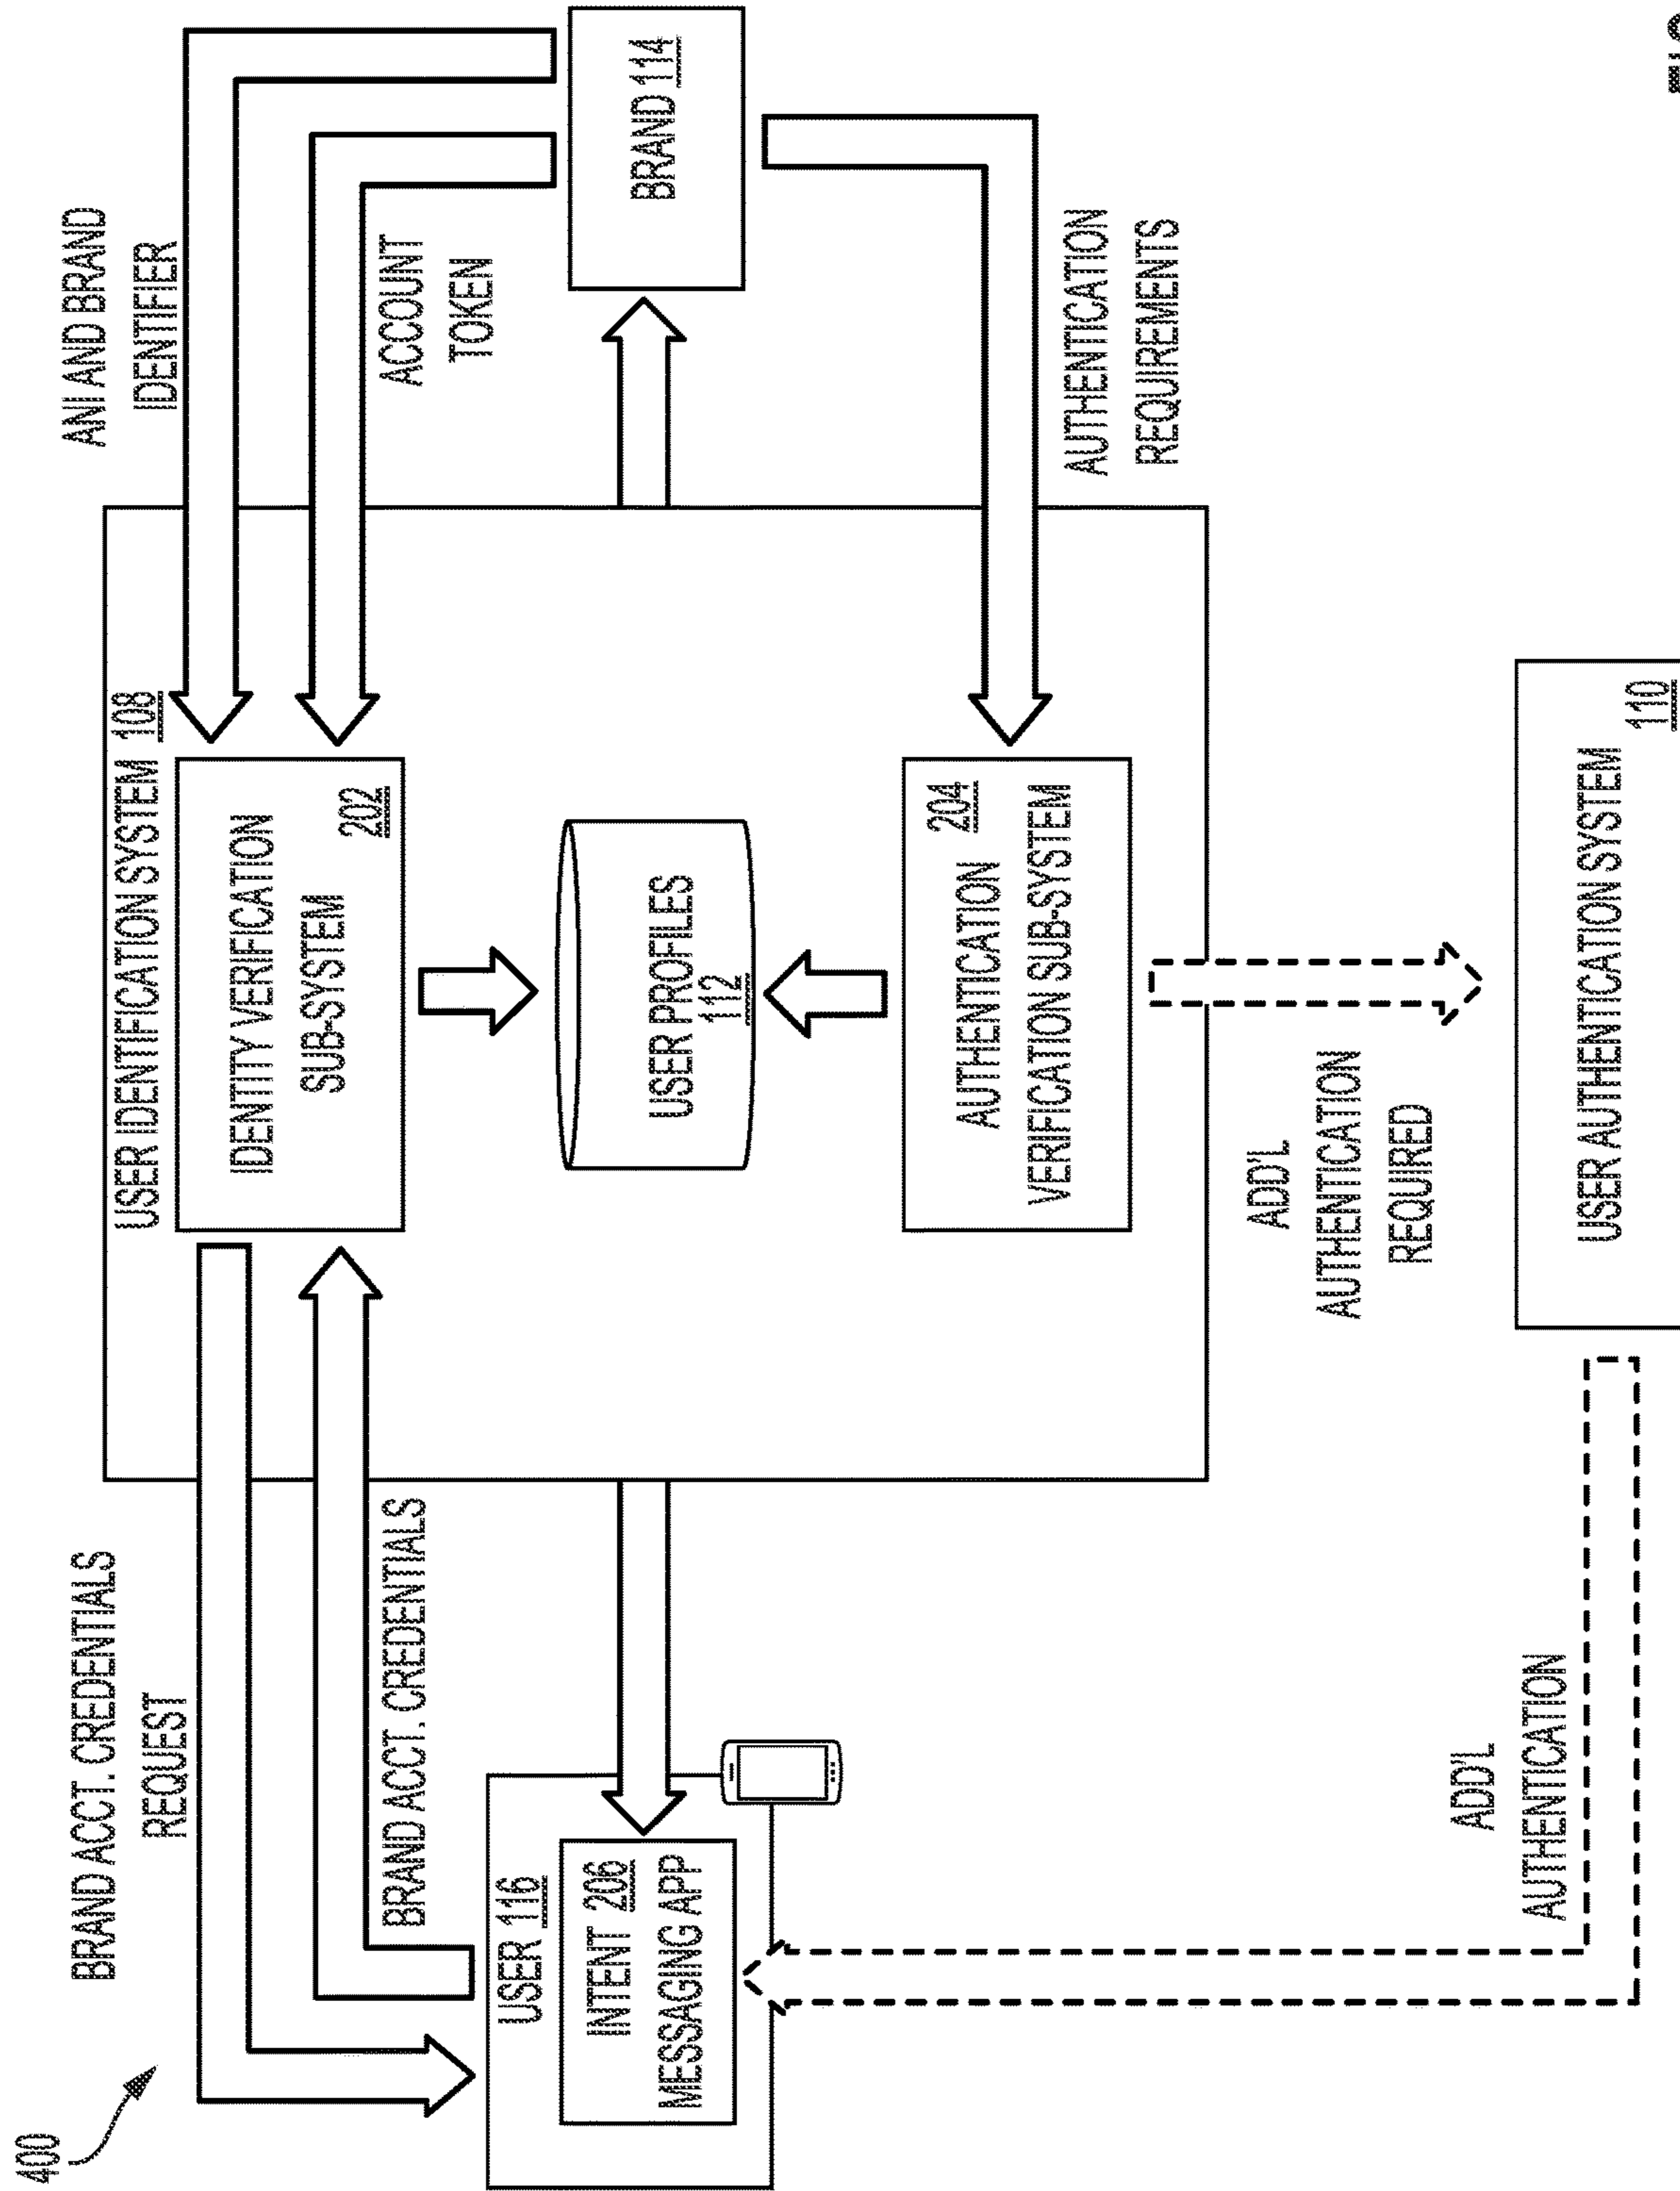 400
BRAND ACCT. CREDENTIALS
REQUEST
BRAND ACCT. CREDENTIALS
USER 116
INTENT 206
MESSAGING APP
USER IDENTIFICATION SYSTEM 108
IDENTITY VERIFICATION
SUB-SYSTEM
202
USER PROFILES
112
204
AUTHENTICATION
VERIFICATION SUB-SYSTEM
ANI AND BRAND
IDENTIFIER
ACCOUNT
TOKEN
BRAND 114
AUTHENTICATION
REQUIREMENTS
ADD'L
AUTHENTICATION
REQUIRED
ADD'L
AUTHENTICATION
USER AUTHENTICATION SYSTEM
110